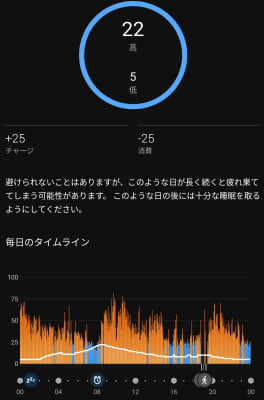 22
高
5
低
+25 -25
チャージ 消費
避けられないことはありますが、このような日が長く続くと疲れ果て
てしまう可能性があります。 このような日の後には十分な睡眠を取る
ようにしてください。
毎日のタイムライン
100
75
50
25
0
zzz
00 04 08 12 16 20 00